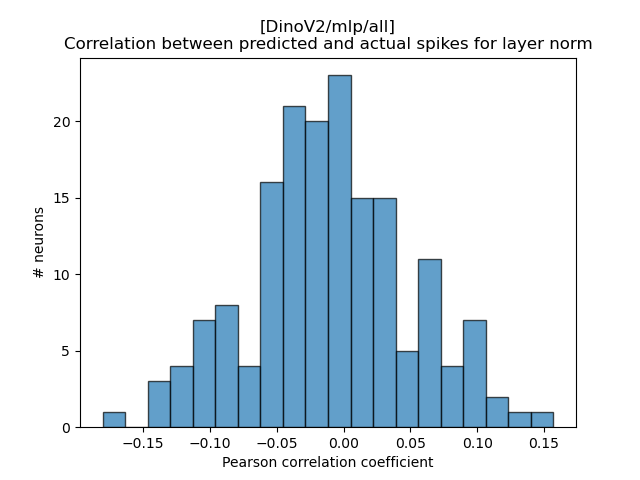 [DinoV2/mlp/all]
Correlation between predicted and actual spikes for layer norm
20
15
10
5
0
# neurons
−0.15 −0.10 −0.05 0.00 0.05 0.10 0.15
Pearson correlation coefficient